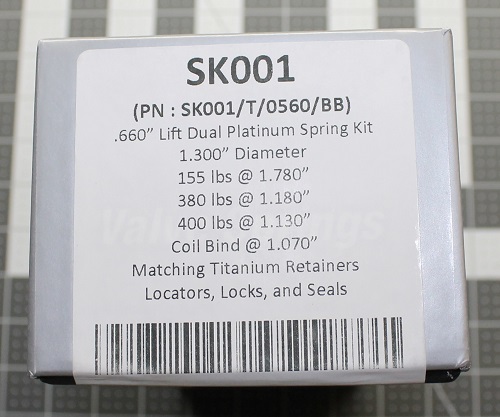 SK001
(PN : SK001/T/0560/BB)
.660” Lift Dual Platinum Spring Kit
1.300” Diameter
155 lbs @ 1.780”
380 lbs @ 1.180”
400 lbs @ 1.130”
Coil Bind @ 1.070”
Matching Titanium Retainers
Locators, Locks, and Seals